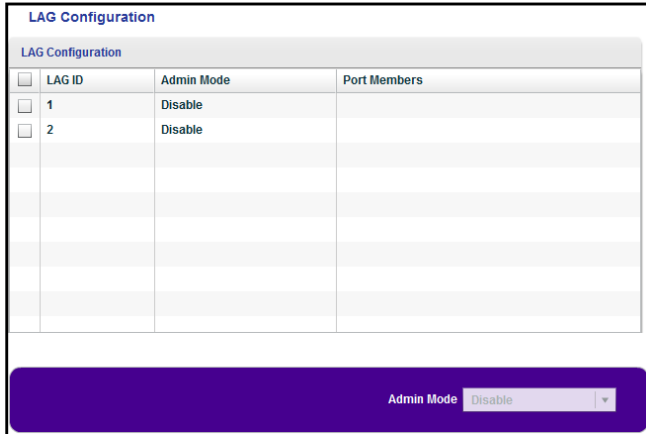 LAG Configuration
LAG Configuration
LAG ID Admin Mode Port Members
1 Disable
2 Disable
Admin Mode Disable